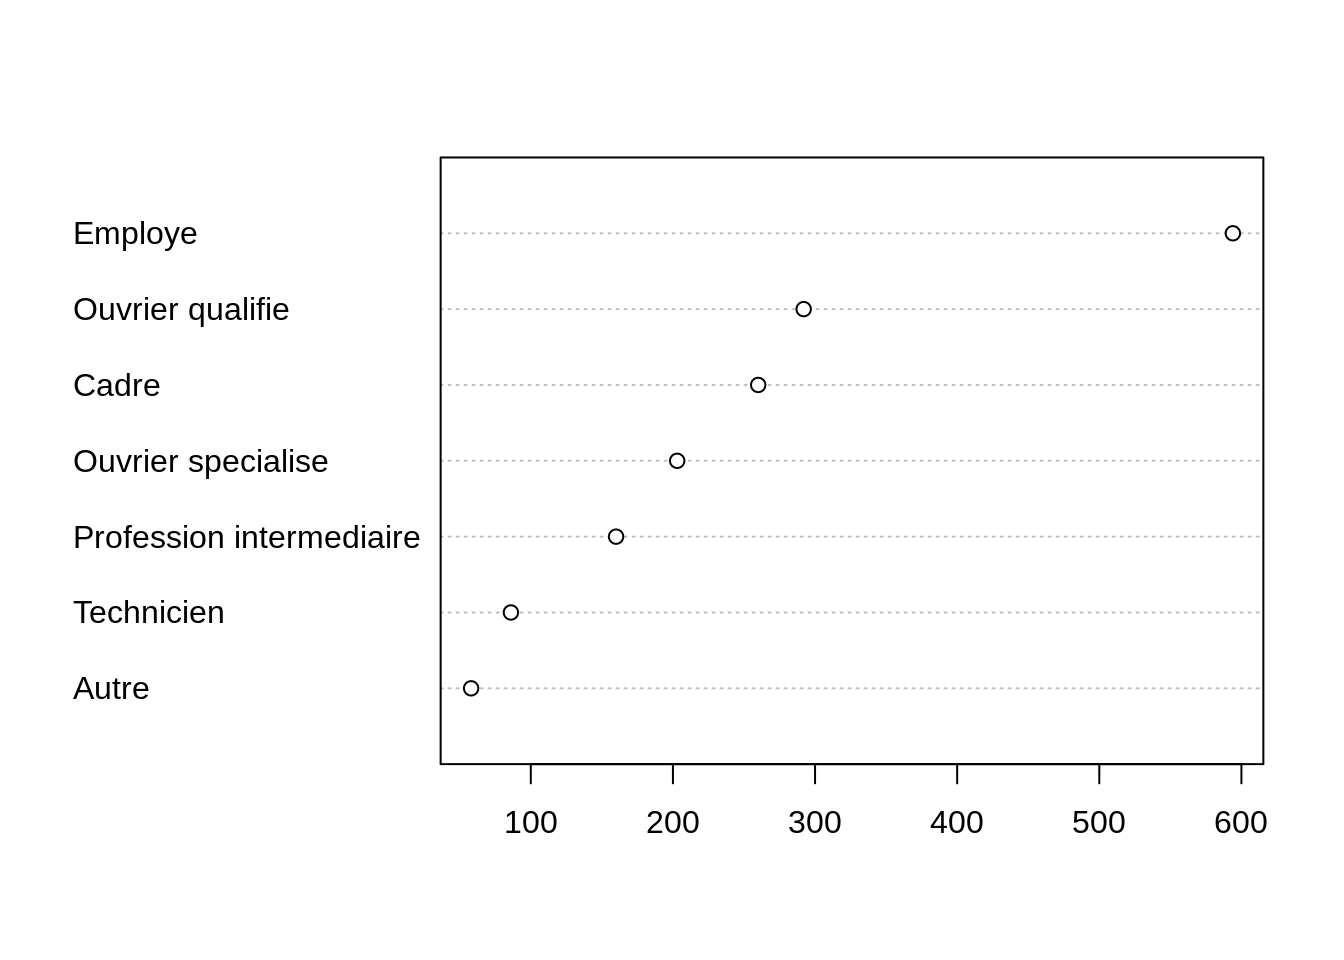 Employe
Ouvrier qualifie
Cadre
Ouvrier specialise
Profession intermediaire
Technicien
Autre
100 200 300 400 500 600